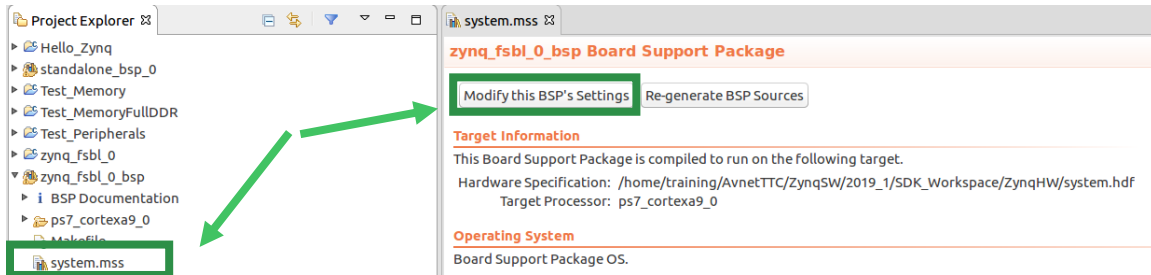 Project Explorer
Hello_Zynq
standalone_bsp_0
Test_Memory
Test_MemoryFullDDR
Test_Peripherals
zynq_fsbl_0
zynq_fsbl_0_bsp
BSP Documentation
ps7_cortexa9_0
Makefile
system.mss
system.mss
zynq_fsbl_0_bsp Board Support Package
Modify this BSP's Settings Re-generate BSP Sources
Target Information
This Board Support Package is compiled to run on the following target.
Hardware Specification: /home/training/AvnetTTC/ZynqSW/2019_1/SDK_Workspace/ZynqHW/system.hdf
Target Processor: ps7_cortexa9_0
Operating System
Board Support Package OS.